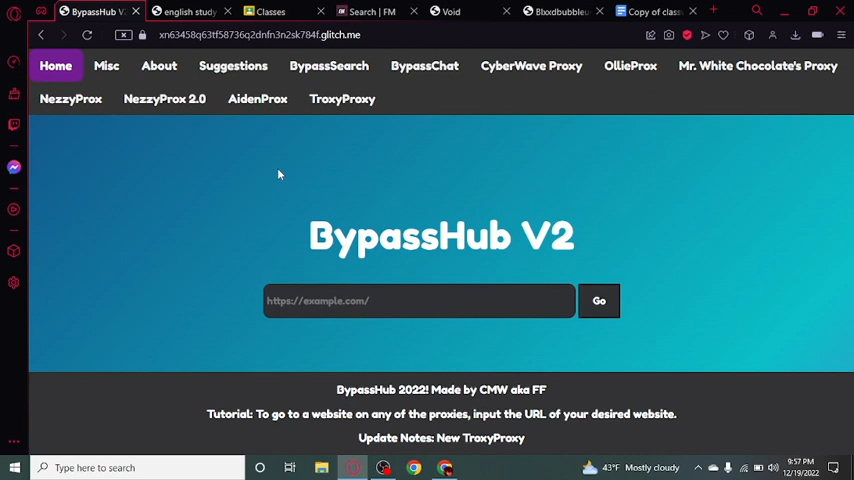 BypassHub V2
english study
Classes
Search | FM
Void
Blxxdbubbleu
Copy of class
xn63458q63tf58736q2dnfn3n2sk784f.glitch.me
Home Misc About Suggestions BypassSearch BypassChat CyberWave Proxy OllieProx Mr. White Chocolate's Proxy
NezzyProx NezzyProx 2.0 AidenProx TroxyProxy
BypassHub V2
https://example.com/ Go
BypassHub 2022! Made by CMW aka FF
Tutorial: To go to a website on any of the proxies, input the URL of your desired website.
Update Notes: New TroxyProxy
Type here to search
43°F Mostly cloudy
9:57 PM
12/19/2022